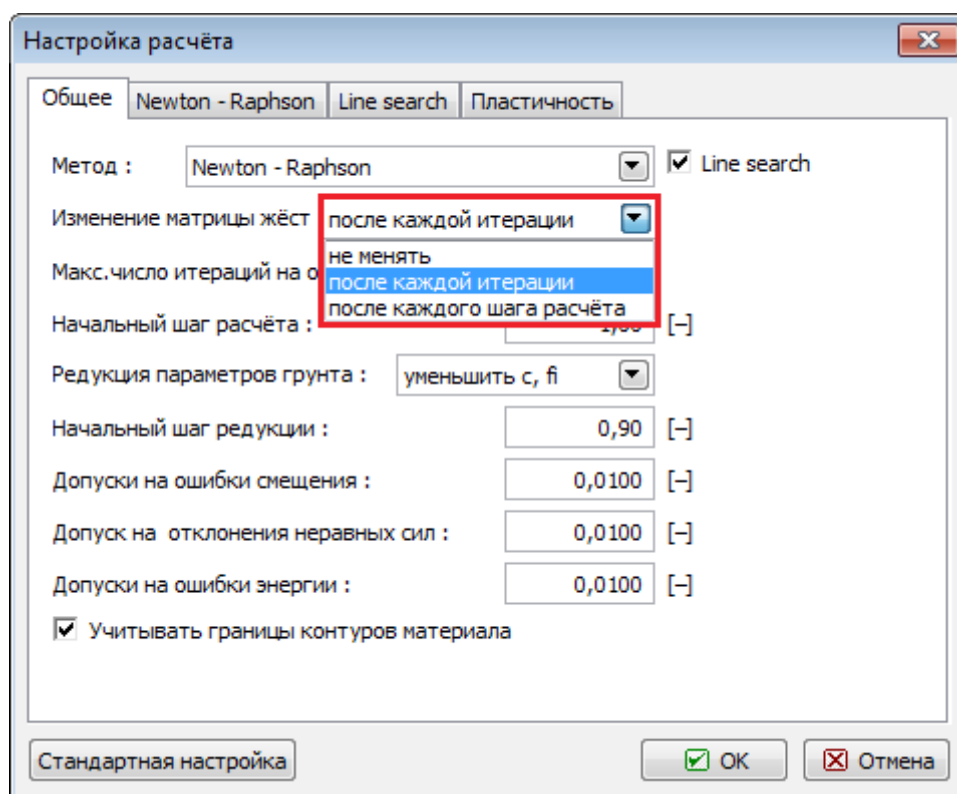 Настройка расчёта
Общее Newton - Raphson Line search Пластичность
Метод : Newton - Raphson Line search
Изменение матрицы жёст после каждой итерации
не менять
Макс.число итераций на о
после каждой итерации
после каждого шага расчёта
Начальный шаг расчёта : [–]
Редукция параметров грунта : уменьшить c, fi
Начальный шаг редукции : 0,90 [–]
Допуски на ошибки смещения : 0,0100 [–]
Допуск на отклонения неравных сил : 0,0100 [–]
Допуски на ошибки энергии : 0,0100 [–]
Учитывать границы контуров материала
Стандартная настройка OK Отмена